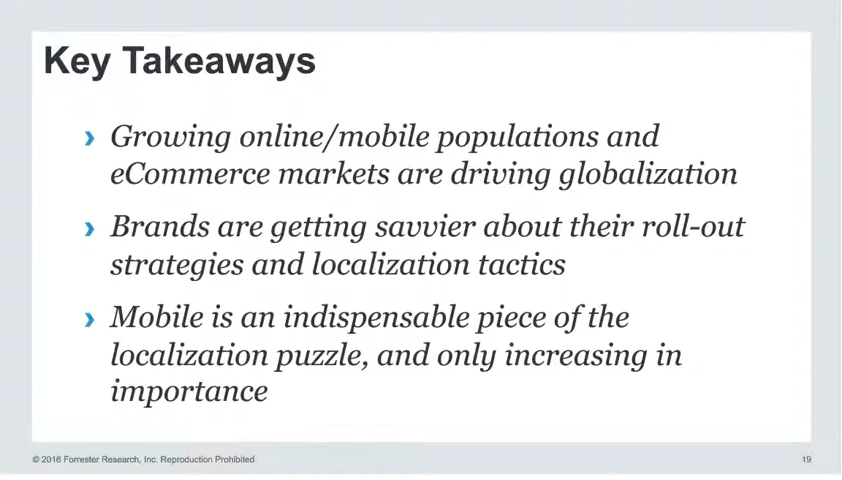 Key Takeaways
› Growing online/mobile populations and
eCommerce markets are driving globalization
› Brands are getting savvier about their roll-out
strategies and localization tactics
› Mobile is an indispensable piece of the
localization puzzle, and only increasing in
importance
© 2016 Forrester Research, Inc. Reproduction Prohibited
19